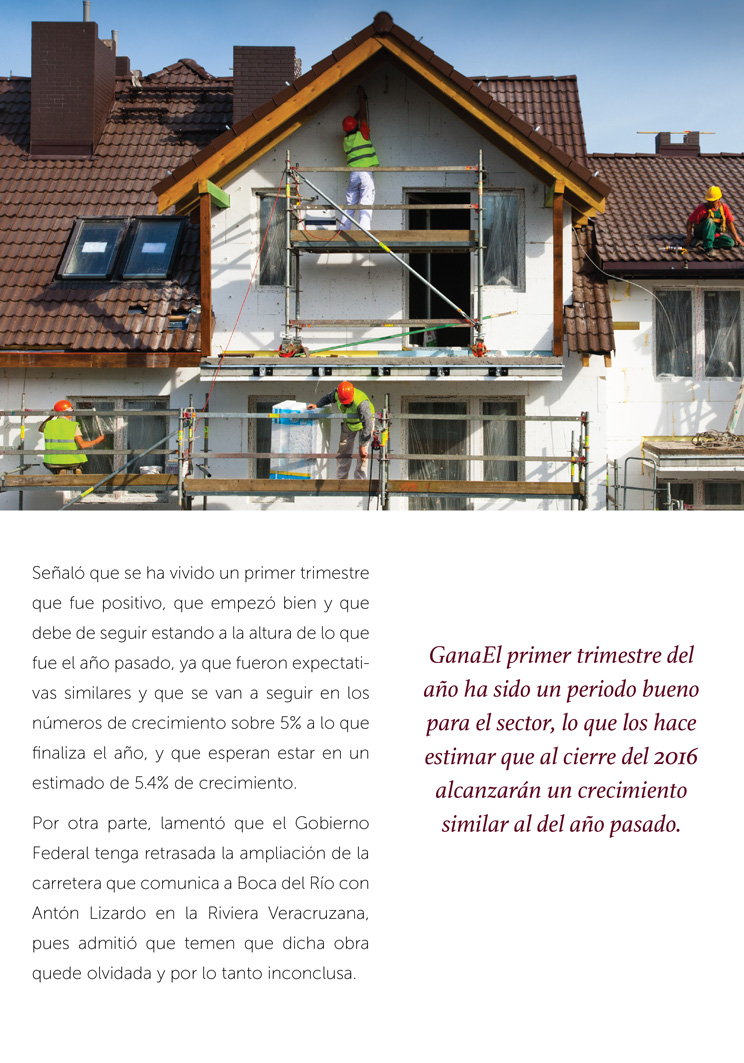 Señaló que se ha vivido un primer trimestre
que fue positivo, que empezó bien y que
debe de seguir estando a la altura de lo que
fue el año pasado, ya que fueron expectati-
vas similares y que se van a seguir en los
números de crecimiento sobre 5% a lo que
finaliza el año, y que esperan estar en un
estimado de 5.4% de crecimiento.
Por otra parte, lamentó que el Gobierno
Federal tenga retrasada la ampliación de la
carretera que comunica a Boca del Río con
Antón Lizardo en la Riviera Veracruzana,
pues admitió que temen que dicha obra
quede olvidada y por lo tanto inconclusa.
GanaEl primer trimestre del
año ha sido un periodo bueno
para el sector, lo que los hace
estimar que al cierre del 2016
alcanzarán un crecimiento
similar al del año pasado.